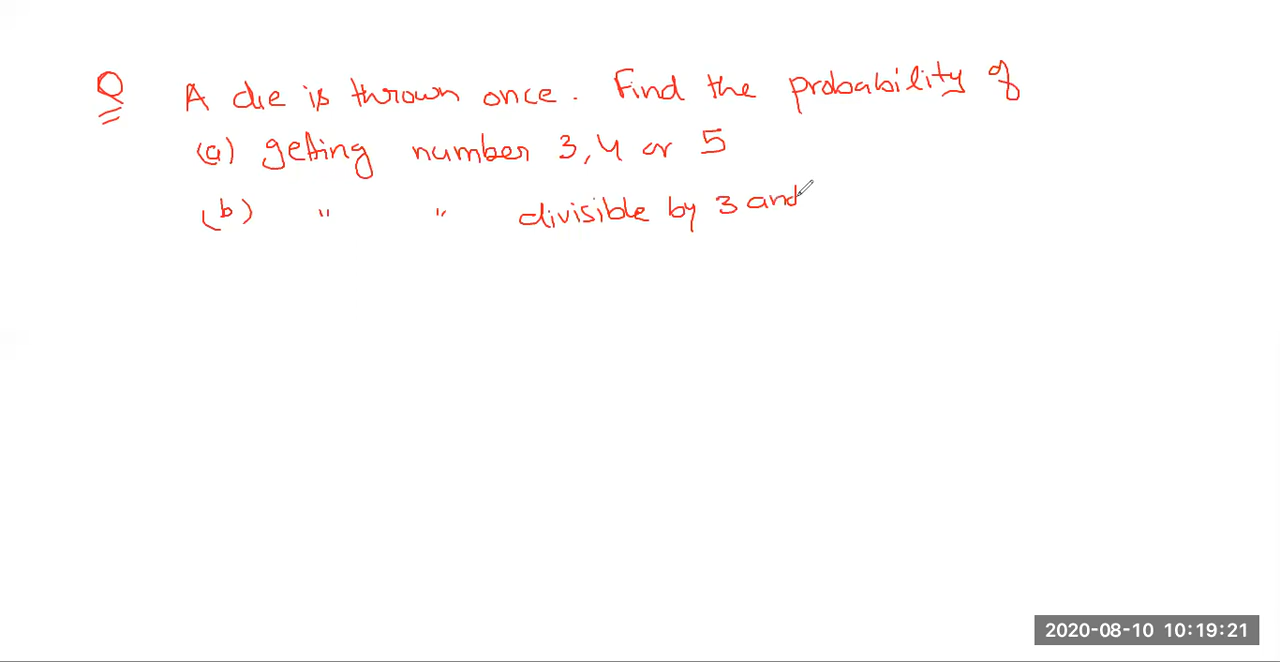 Q A die is thrown once. Find the probability of
(a) getting number 3, 4 or 5
(b) " " divisible by 3 and
2020-08-10 10:19:21